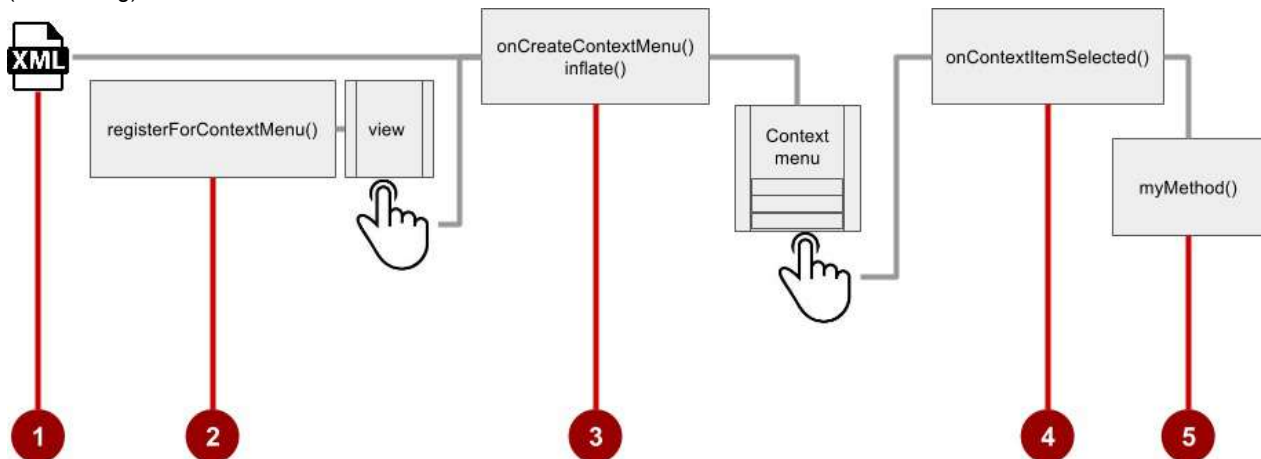 XML
registerForContextMenu()
view
onCreateContextMenu()
inflate()
Context
menu
onContextItemSelected()
myMethod()
1
2
3
4
5